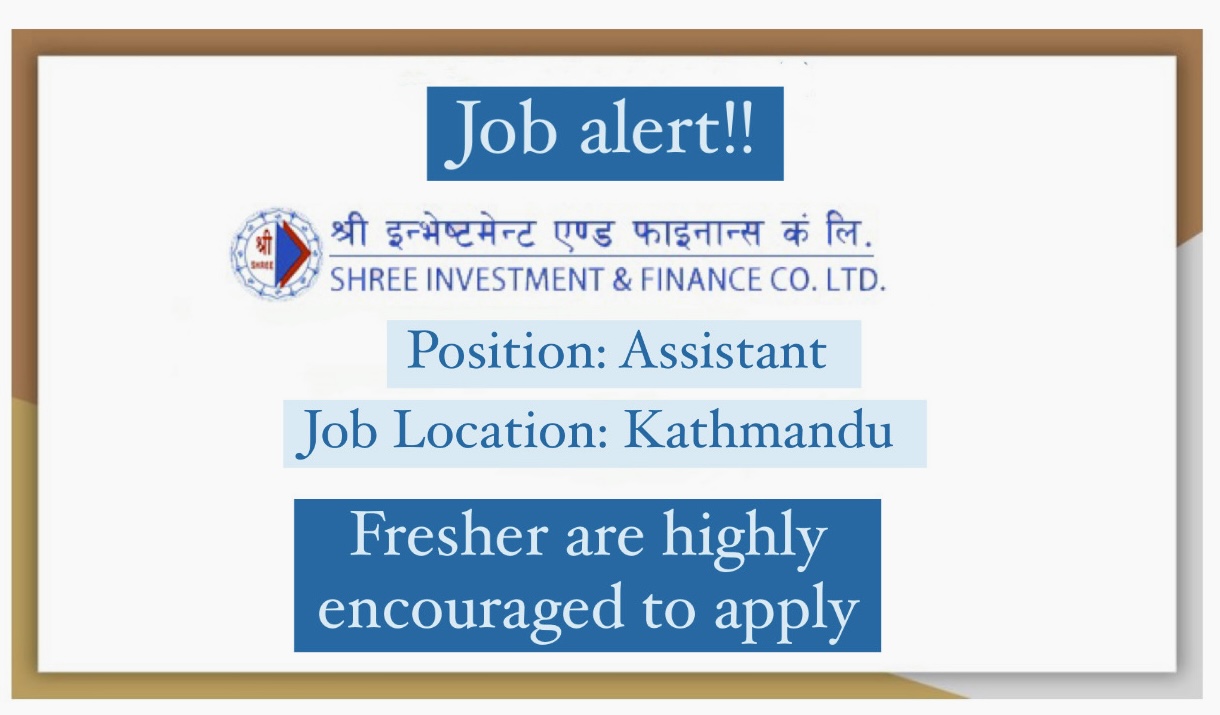 Job alert!!
श्री
SHREE
श्री इन्भेष्टमेन्ट एण्ड फाइनान्स कं लि.
SHREE INVESTMENT & FINANCE CO. LTD.
Position: Assistant
Job Location: Kathmandu
Fresher are highly
encouraged to apply